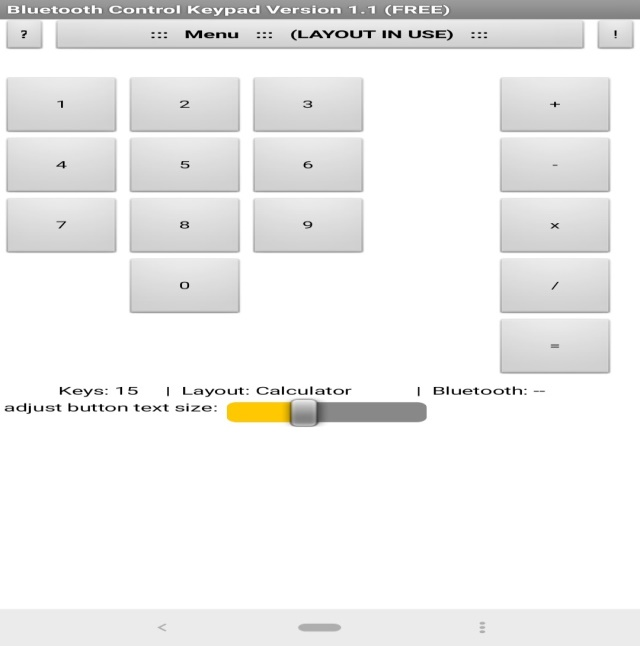 Bluetooth Control Keypad Version 1.1 (FREE)
? ::: Menu ::: (LAYOUT IN USE) ::: !
1 2 3 +
4 5 6 -
7 8 9 x
0 /
=
Keys: 15 | Layout: Calculator | Bluetooth: --
adjust button text size: